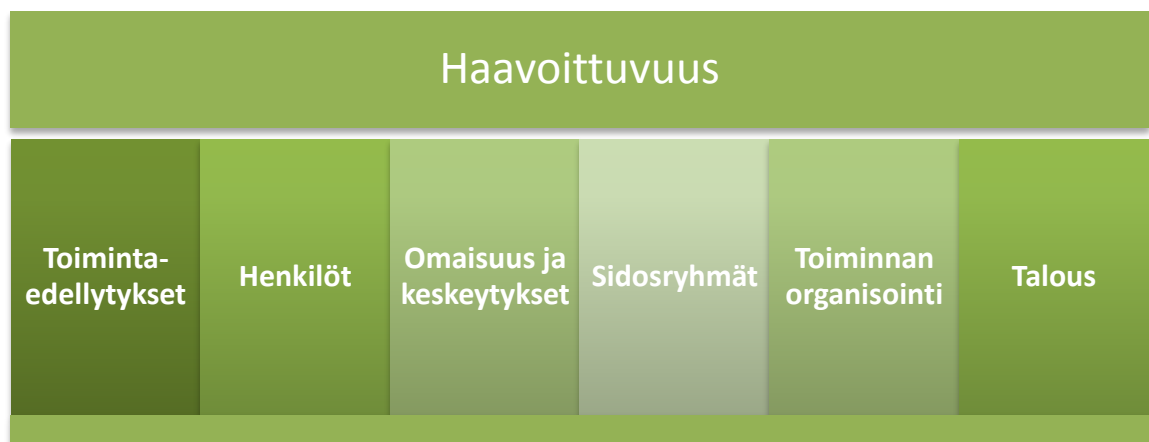 Haavoittuvuus
Toiminta-
edellytykset
Henkilöt
Omaisuus ja
keskeytykset
Sidosryhmät
Toiminnan
organisointi
Talous